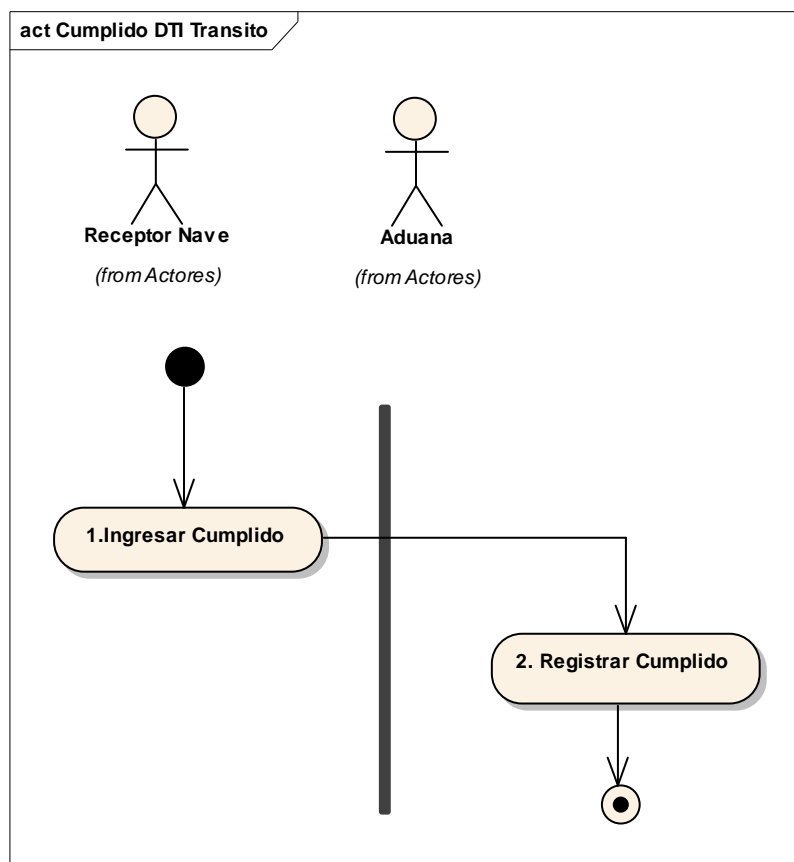 act Cumplido DTI Transito
Receptor Nave
(from Actores)
Aduana
(from Actores)
1.Ingresar Cumplido
2. Registrar Cumplido